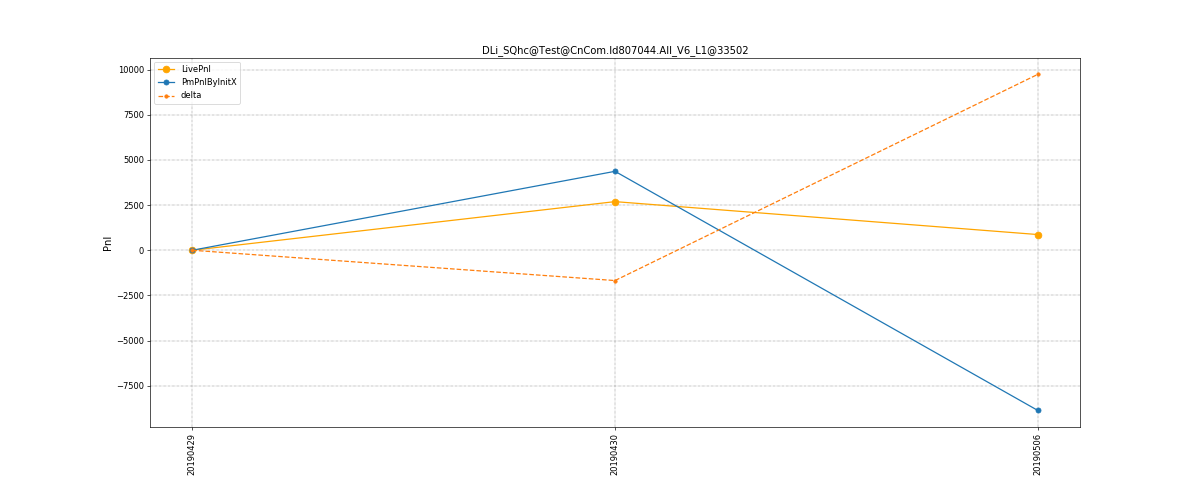 DLi_SQhc@Test@CnCom.Id807044.All_V6_L1@33502
LivePnl
PmPnlByInitX
delta
10000
7500
5000
2500
0
−2500
−5000
−7500
Pnl
20190429
20190430
20190506